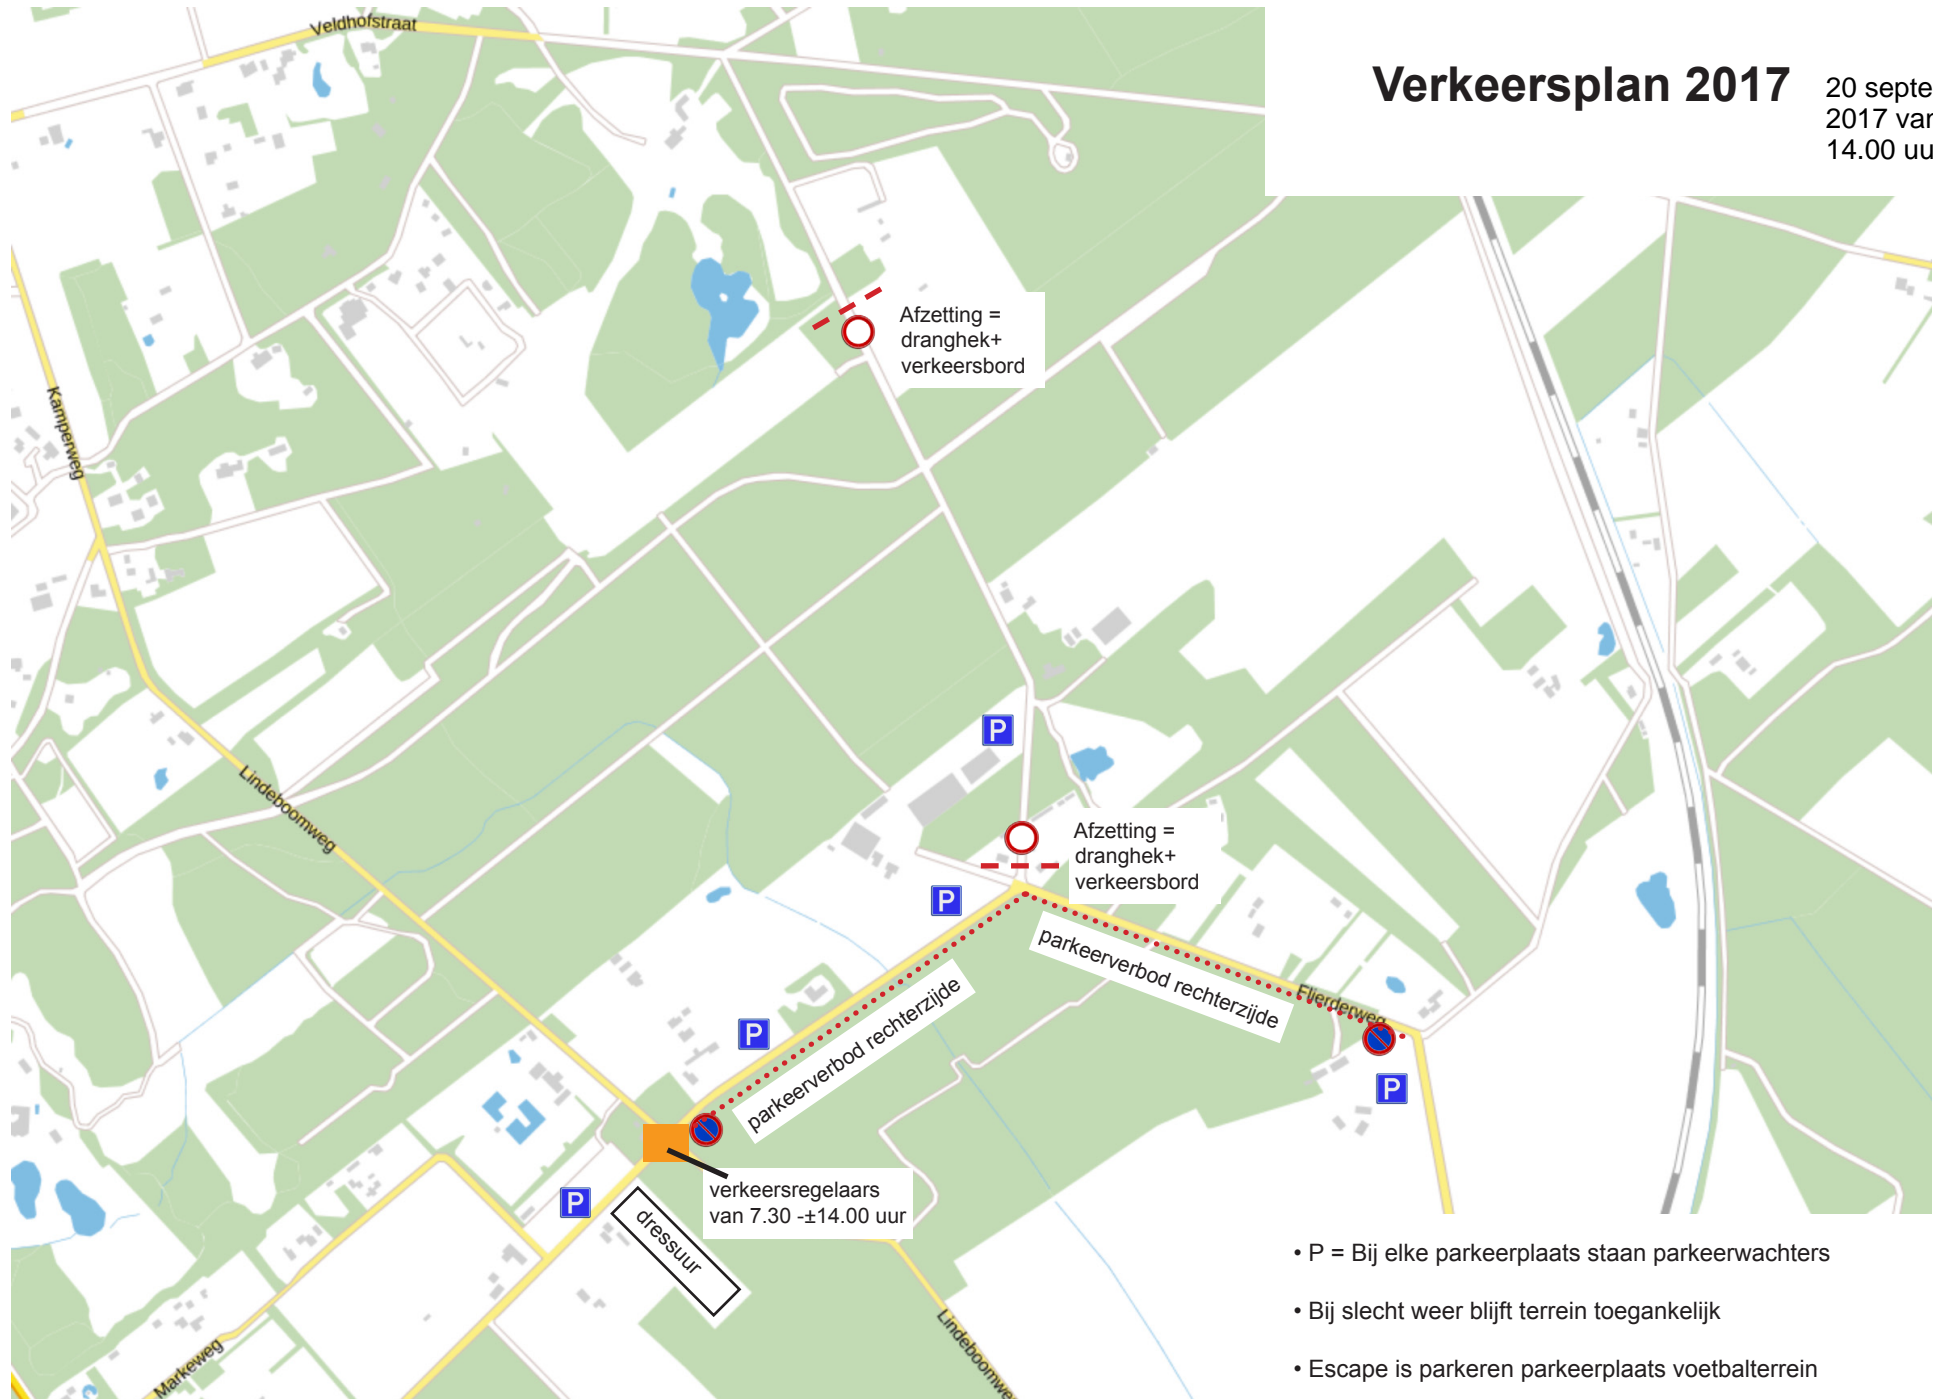 Veldhofstraat
Verkeersplan 2017
20 septe
2017 van
14.00 uu
Afzetting =
dranghek+
verkeersbord
Kamperweg
P
Lindeboomweg
Afzetting =
dranghek+
verkeersbord
P
parkeerverbod rechterzijde
parkeerverbod rechterzijde
Flierderweg
P
P
verkeersregelaars
van 7.30 -±14.00 uur
P
dressuur
Markeweg
Lindeboomwe
• P = Bij elke parkeerplaats staan parkeerwachters
• Bij slecht weer blijft terrein toegankelijk
• Escape is parkeren parkeerplaats voetbalterrein